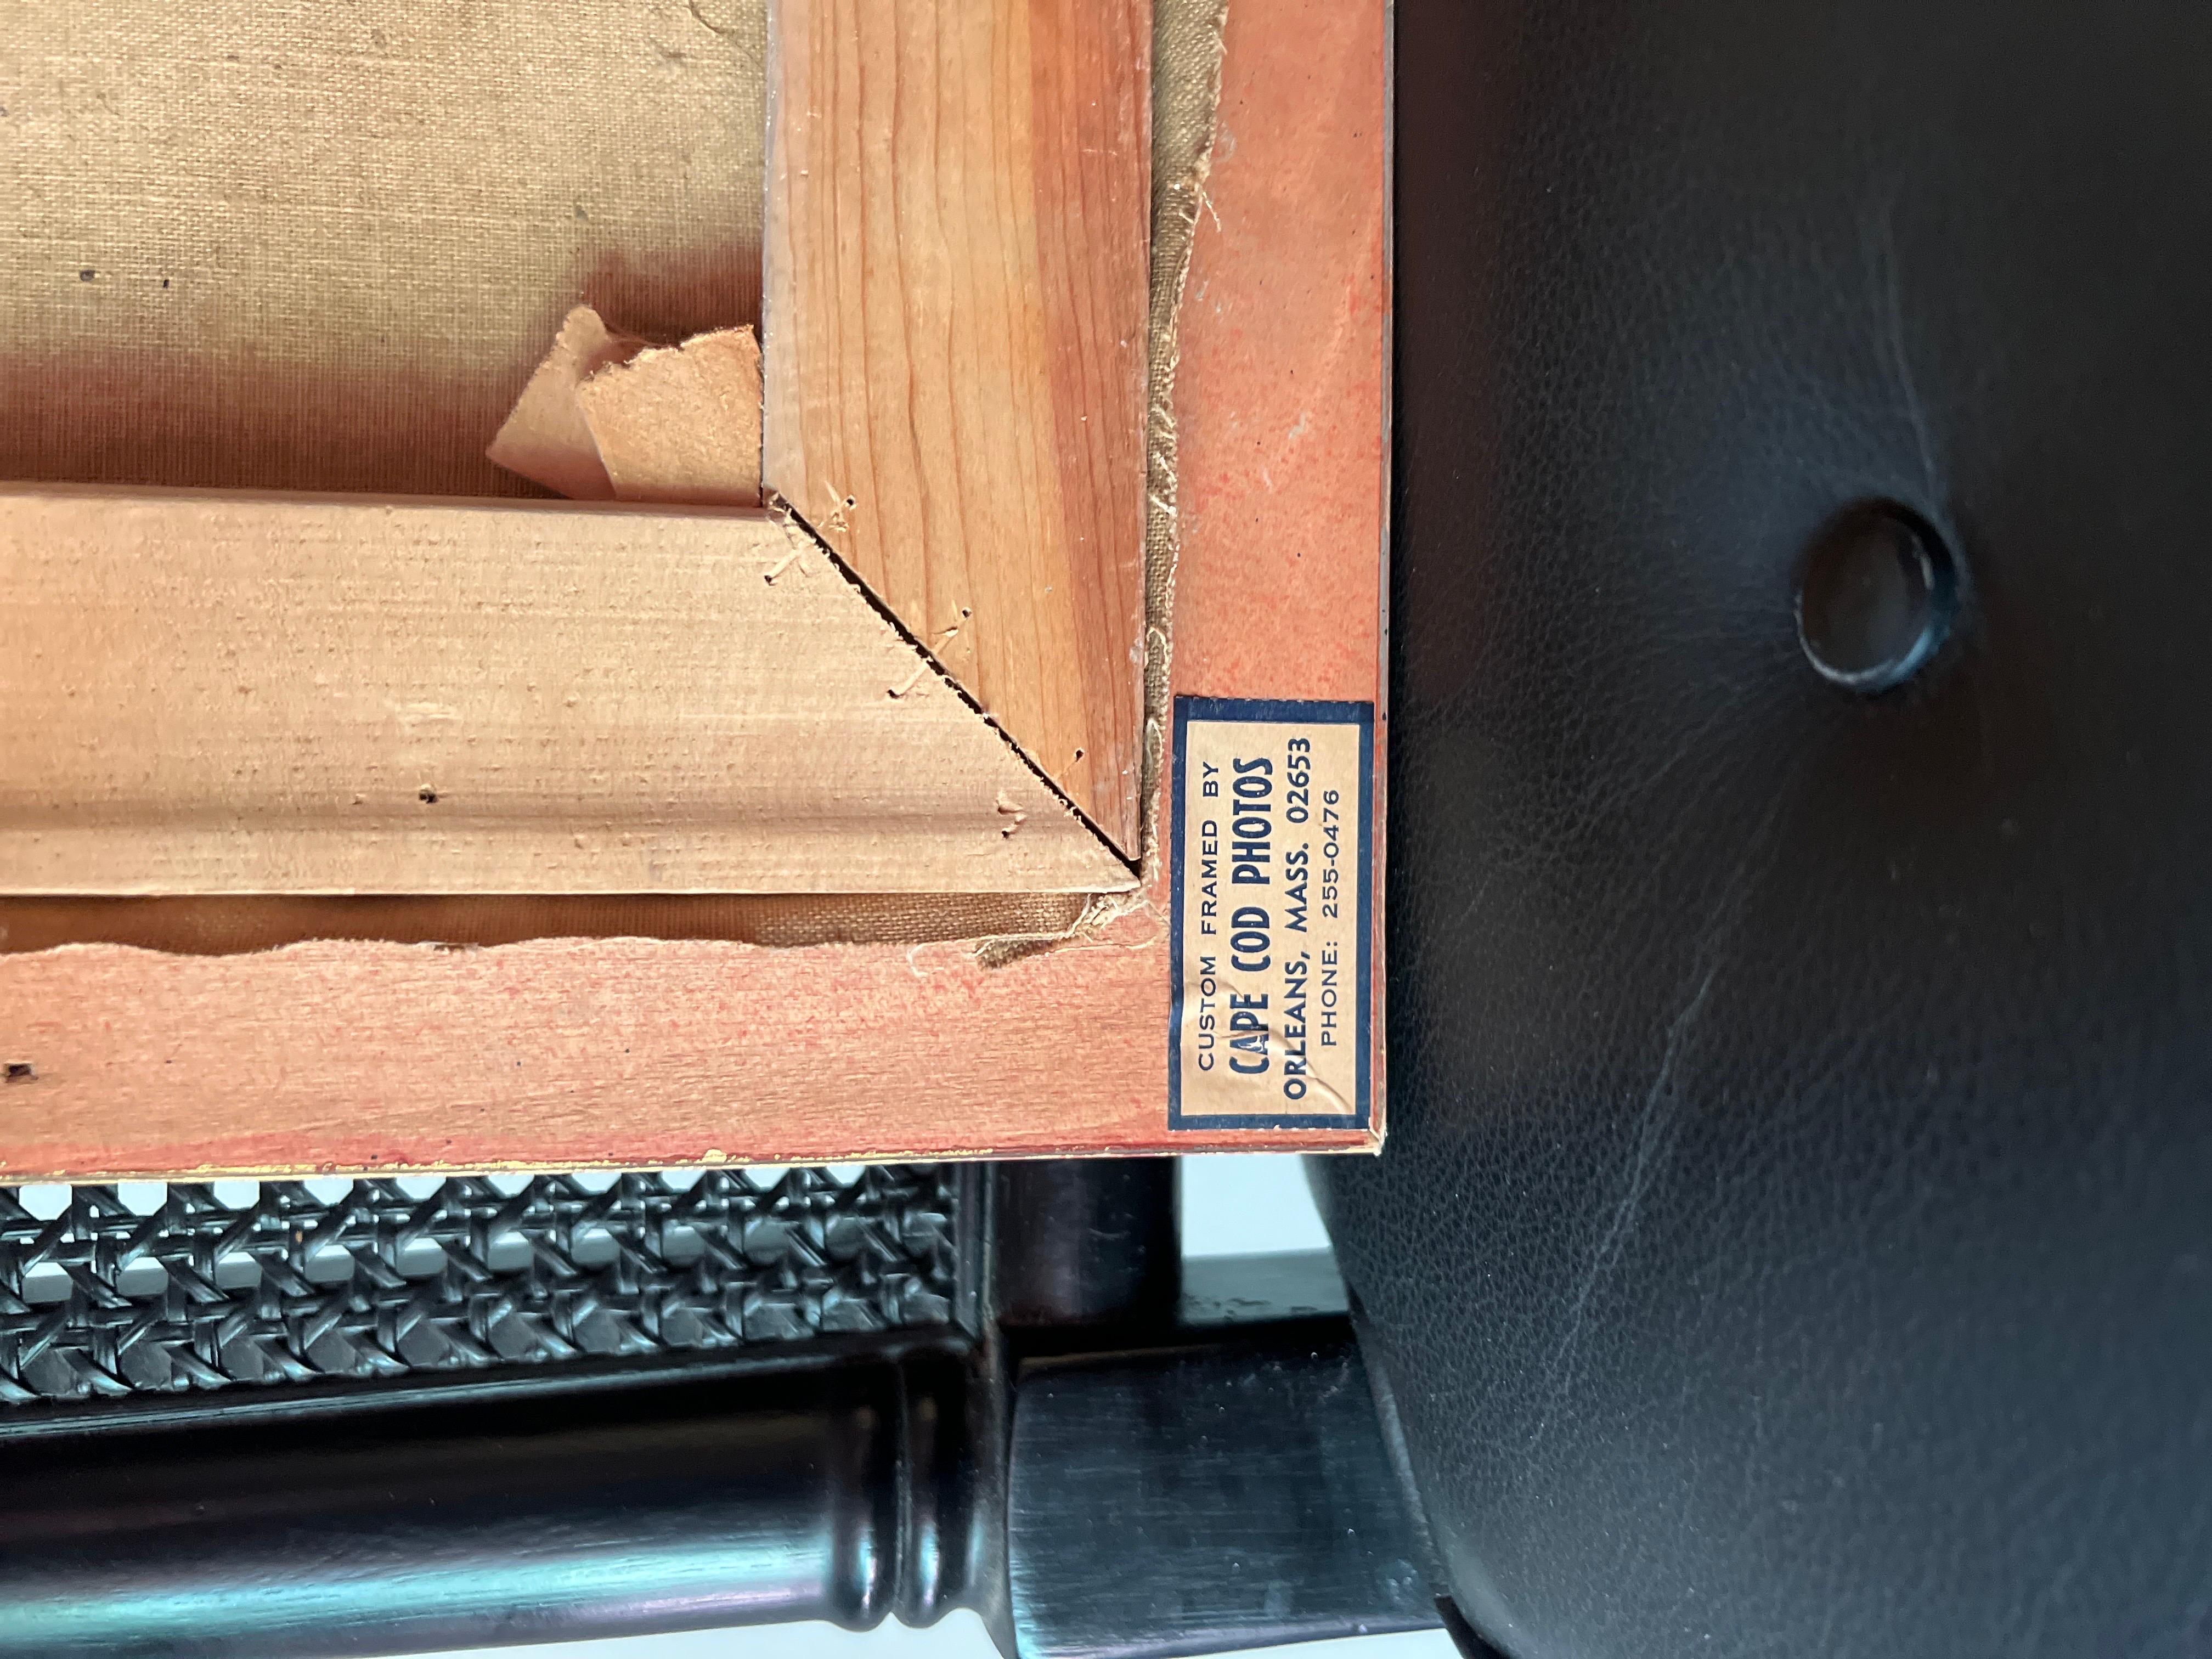 CUSTOM FRAMED BY
CAPE COD PHOTOS
ORLEANS, MASS. 02653
PHONE: 255-0476